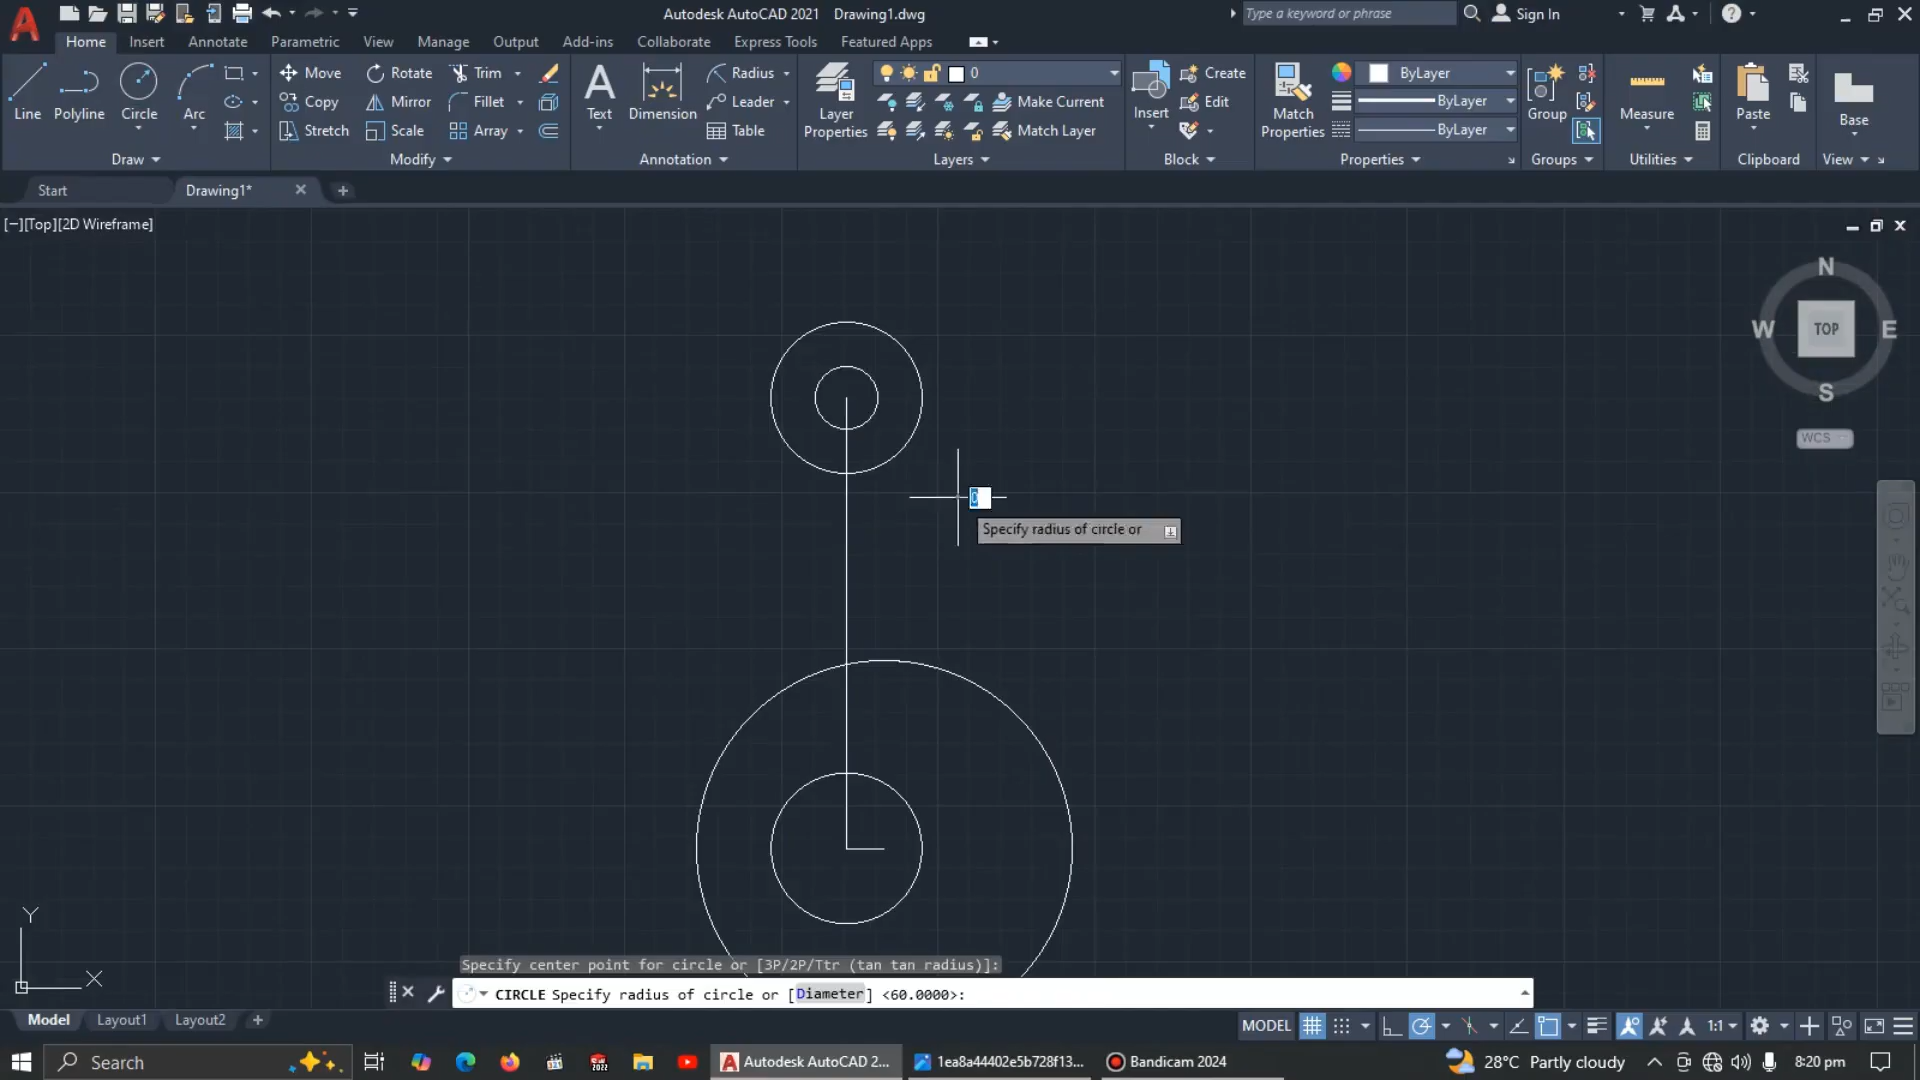 Autodesk AutoCAD 2021 Drawing1.dwg
Type a keyword or phrase
Sign In
Home Insert Annotate Parametric View Manage Output Add-ins Collaborate Express Tools Featured Apps
Line Polyline Circle Arc
Move Rotate Trim
Copy Mirror Fillet
Stretch Scale Array
Text Dimension
Radius
Leader
Table
Layer Properties
0
Make Current
Match Layer
Insert
Create
Edit
Match Properties
ByLayer
ByLayer
ByLayer
Group
Measure
Paste
Base
Draw Modify Annotation Layers Block Properties Groups Utilities Clipboard View
Start Drawing1*
[−][Top][2D Wireframe]
N
W TOP E
S
WCS
0
Specify radius of circle or
Y
X
Specify center point for circle or [3P/2P/Ttr (tan tan radius)]:
CIRCLE Specify radius of circle or [Diameter] <60.0000>:
Model Layout1 Layout2
MODEL 1:1
Search
2022
Autodesk AutoCAD 2...
1ea8a44402e5b728f13...
Bandicam 2024
28°C Partly cloudy
8:20 pm